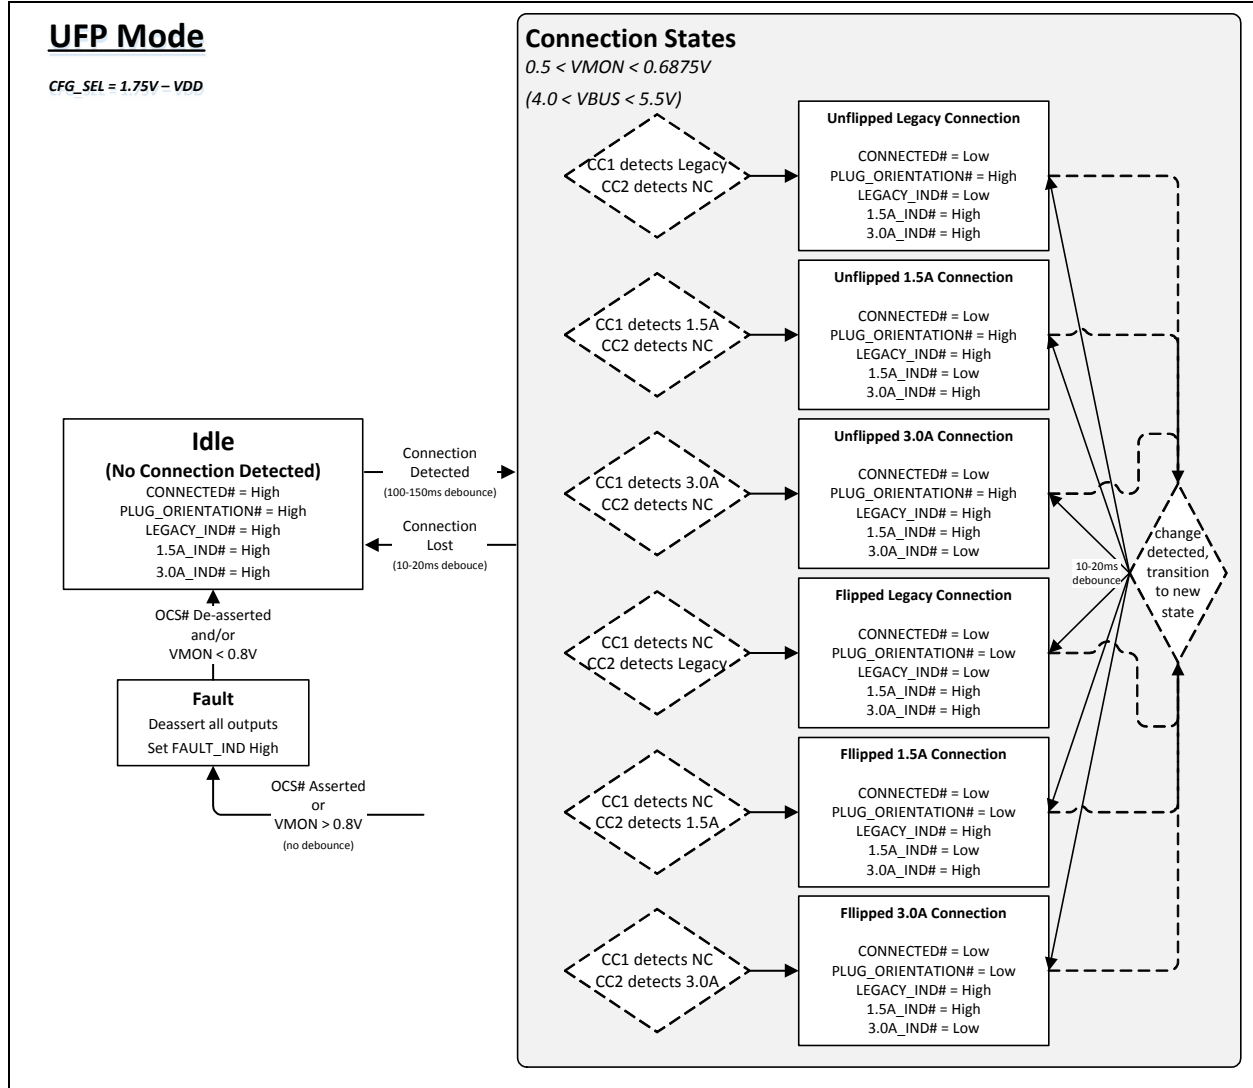 UFP Mode
CFG_SEL = 1.75V – VDD
Connection States
0.5 < VMON < 0.6875V
(4.0 < VBUS < 5.5V)
CC1 detects Legacy
CC2 detects NC
Unflipped Legacy Connection
CONNECTED# = Low
PLUG_ORIENTATION# = High
LEGACY_IND# = Low
1.5A_IND# = High
3.0A_IND# = High
CC1 detects 1.5A
CC2 detects NC
Unflipped 1.5A Connection
CONNECTED# = Low
PLUG_ORIENTATION# = High
LEGACY_IND# = High
1.5A_IND# = Low
3.0A_IND# = High
Idle
(No Connection Detected)
CONNECTED# = High
PLUG_ORIENTATION# = High
LEGACY_IND# = High
1.5A_IND# = High
3.0A_IND# = High
Connection
Detected
(100-150ms debounce)
Connection
Lost
(10-20ms debouce)
CC1 detects 3.0A
CC2 detects NC
Unflipped 3.0A Connection
CONNECTED# = Low
PLUG_ORIENTATION# = High
LEGACY_IND# = High
1.5A_IND# = High
3.0A_IND# = Low
10-20ms
debounce
change
detected,
transition
to new
state
OCS# De-asserted
and/or
VMON < 0.8V
CC1 detects NC
CC2 detects Legacy
Flipped Legacy Connection
CONNECTED# = Low
PLUG_ORIENTATION# = Low
LEGACY_IND# = Low
1.5A_IND# = High
3.0A_IND# = High
Fault
Deassert all outputs
Set FAULT_IND High
OCS# Asserted
or
VMON > 0.8V
(no debounce)
CC1 detects NC
CC2 detects 1.5A
Fllipped 1.5A Connection
CONNECTED# = Low
PLUG_ORIENTATION# = Low
LEGACY_IND# = High
1.5A_IND# = Low
3.0A_IND# = High
CC1 detects NC
CC2 detects 3.0A
Fllipped 3.0A Connection
CONNECTED# = Low
PLUG_ORIENTATION# = Low
LEGACY_IND# = High
1.5A_IND# = High
3.0A_IND# = Low